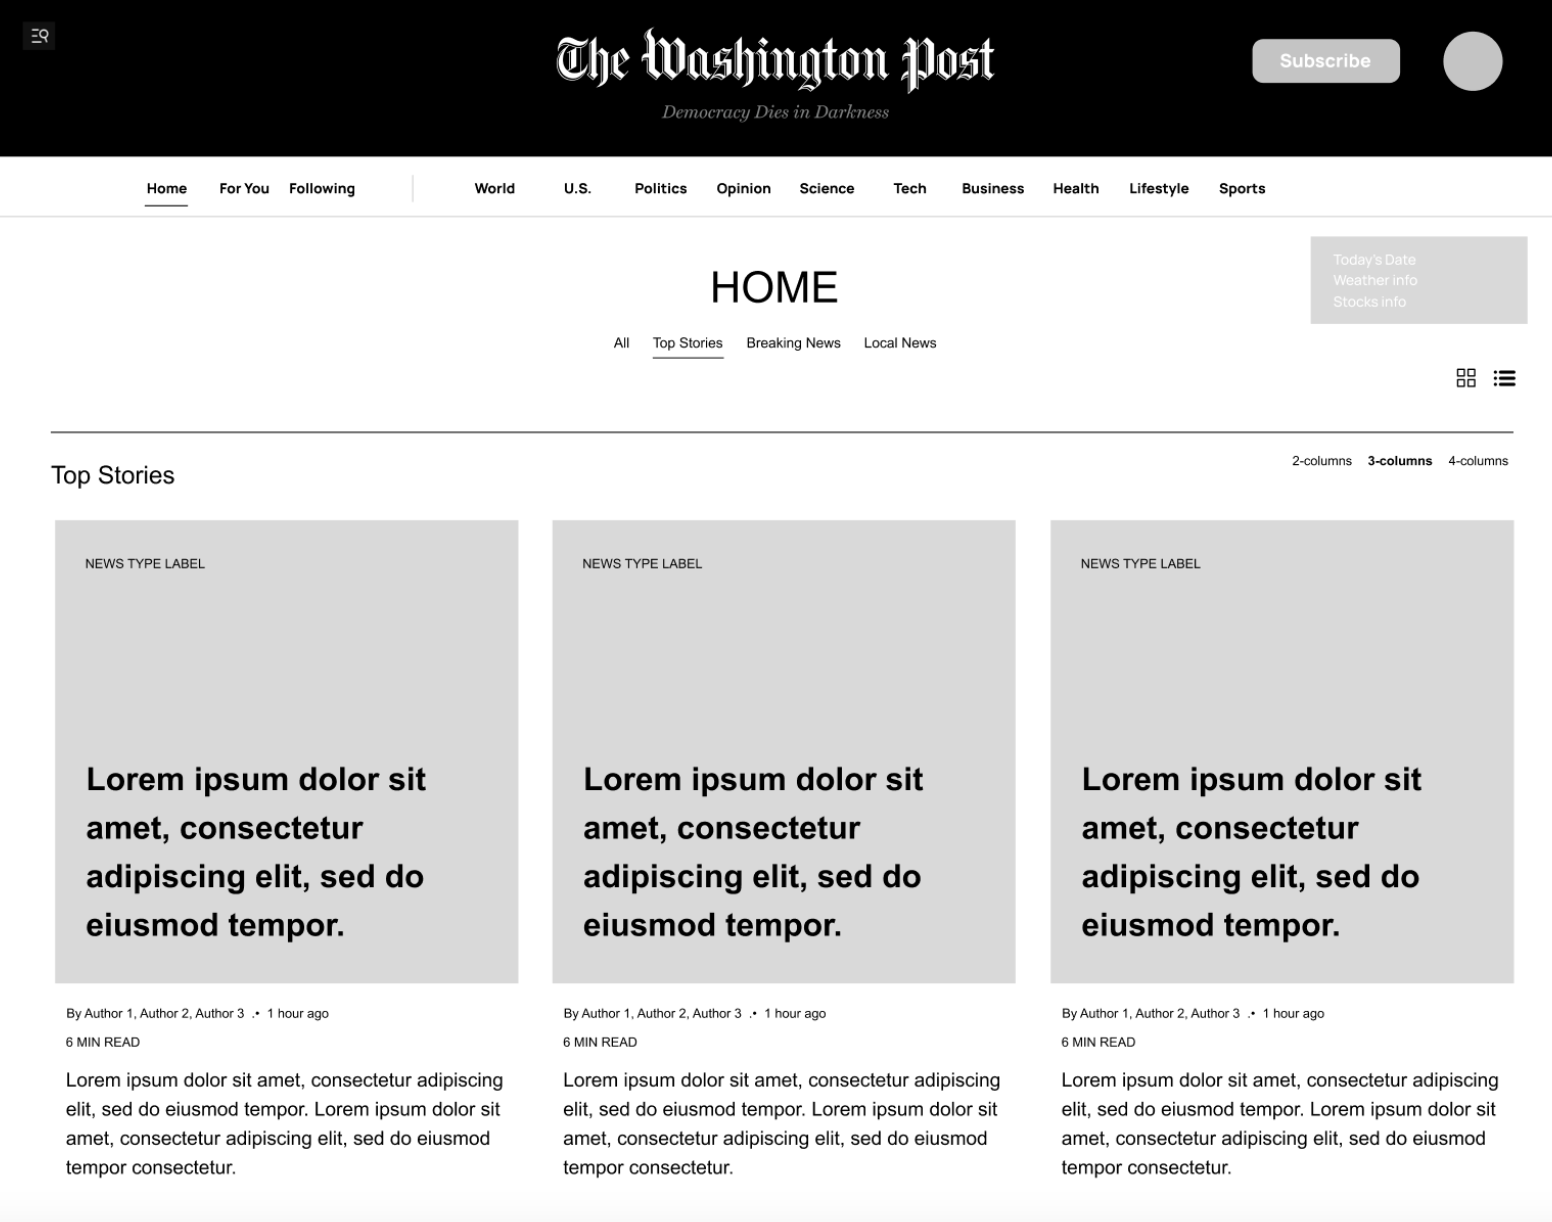 The Washington Post
Subscribe
Democracy Dies in Darkness
Home For You Following World U.S. Politics Opinion Science Tech Business Health Lifestyle Sports
Today's Date
Weather info
Stocks info
HOME
All Top Stories Breaking News Local News
Top Stories
2-columns 3-columns 4-columns
NEWS TYPE LABEL
Lorem ipsum dolor sit
amet, consectetur
adipiscing elit, sed do
eiusmod tempor.
By Author 1, Author 2, Author 3 .• 1 hour ago
6 MIN READ
Lorem ipsum dolor sit amet, consectetur adipiscing
elit, sed do eiusmod tempor. Lorem ipsum dolor sit
amet, consectetur adipiscing elit, sed do eiusmod
tempor consectetur.
NEWS TYPE LABEL
Lorem ipsum dolor sit
amet, consectetur
adipiscing elit, sed do
eiusmod tempor.
By Author 1, Author 2, Author 3 .• 1 hour ago
6 MIN READ
Lorem ipsum dolor sit amet, consectetur adipiscing
elit, sed do eiusmod tempor. Lorem ipsum dolor sit
amet, consectetur adipiscing elit, sed do eiusmod
tempor consectetur.
NEWS TYPE LABEL
Lorem ipsum dolor sit
amet, consectetur
adipiscing elit, sed do
eiusmod tempor.
By Author 1, Author 2, Author 3 .• 1 hour ago
6 MIN READ
Lorem ipsum dolor sit amet, consectetur adipiscing
elit, sed do eiusmod tempor. Lorem ipsum dolor sit
amet, consectetur adipiscing elit, sed do eiusmod
tempor consectetur.